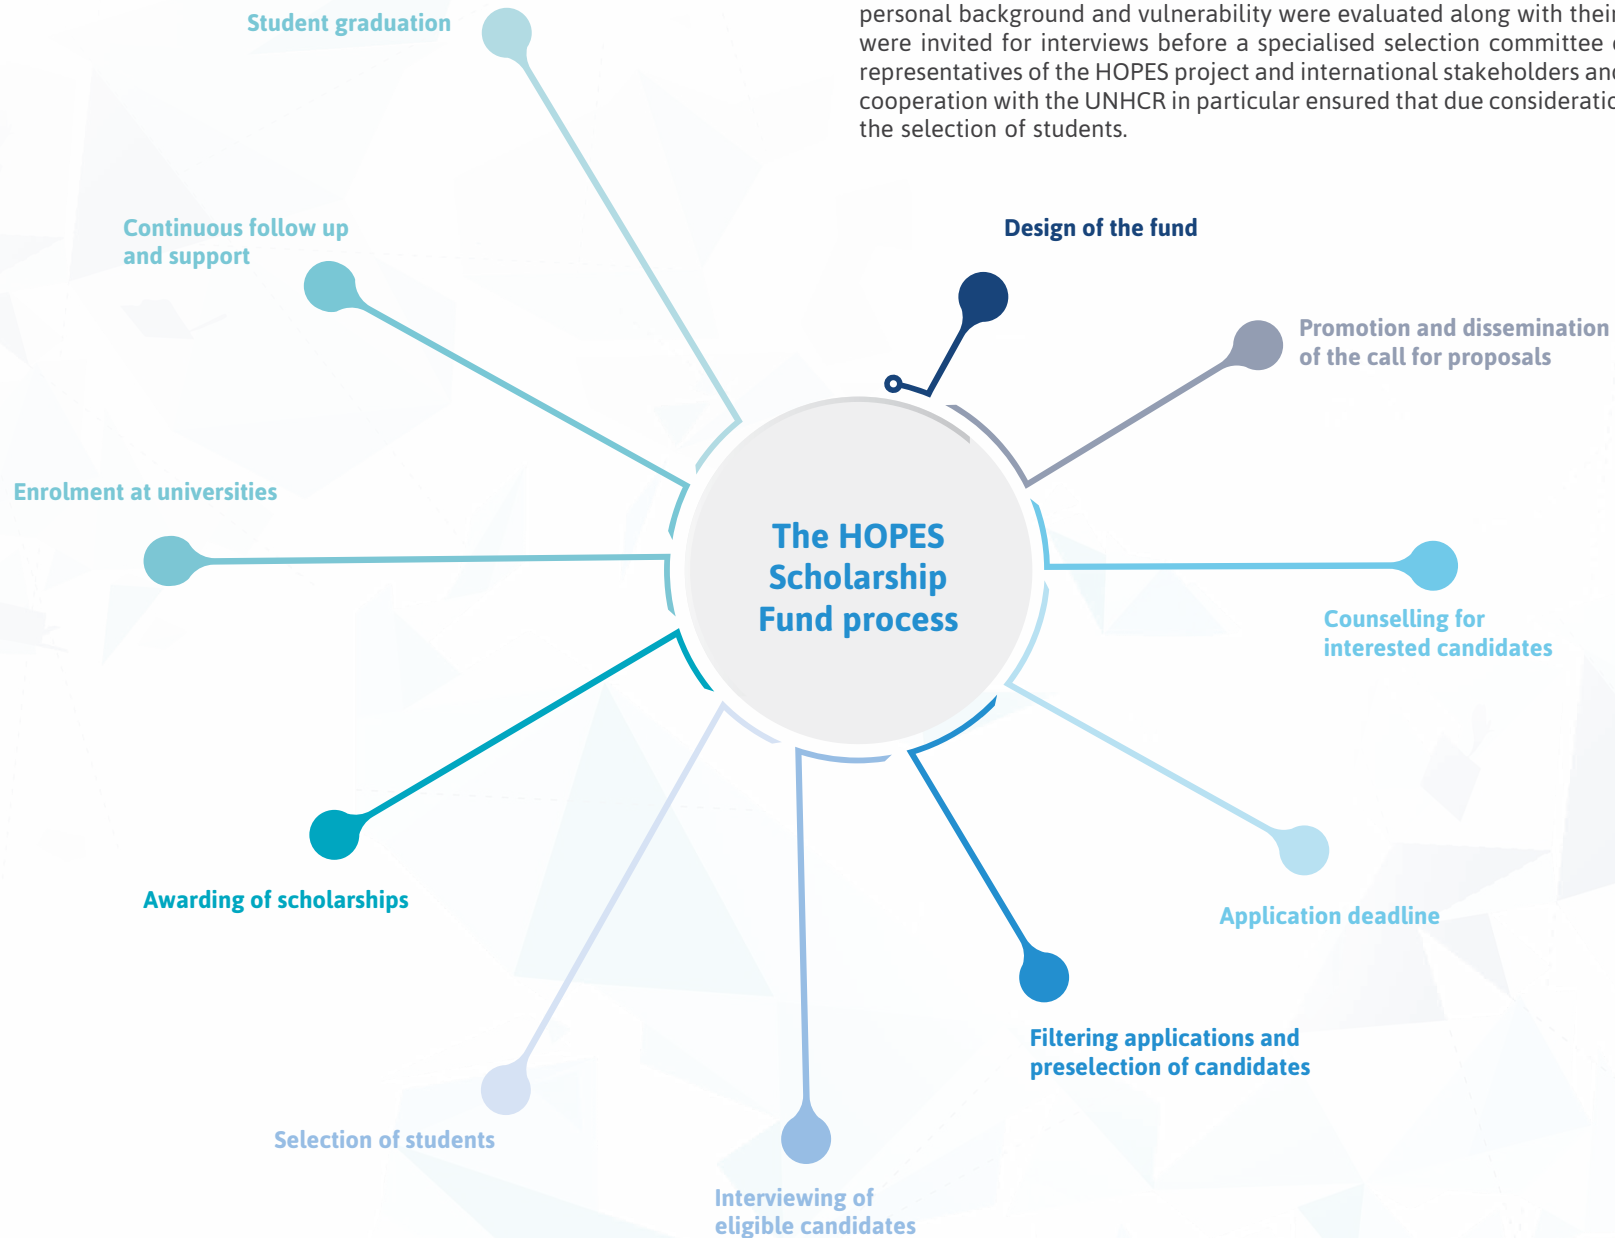 personal background and vulnerability were evaluated along with their
were invited for interviews before a specialised selection committee
representatives of the HOPES project and international stakeholders and
cooperation with the UNHCR in particular ensured that due
the selection of students.
Student graduation
Continuous follow up
and support
Enrolment at universities
Awarding of scholarships
Selection of students
Interviewing of
eligible candidates
Filtering applications and
preselection of candidates
Application deadline
Counselling for
interested candidates
Promotion and dissemination
of the call for proposals
Design of the fund
The HOPES
Scholarship
Fund process